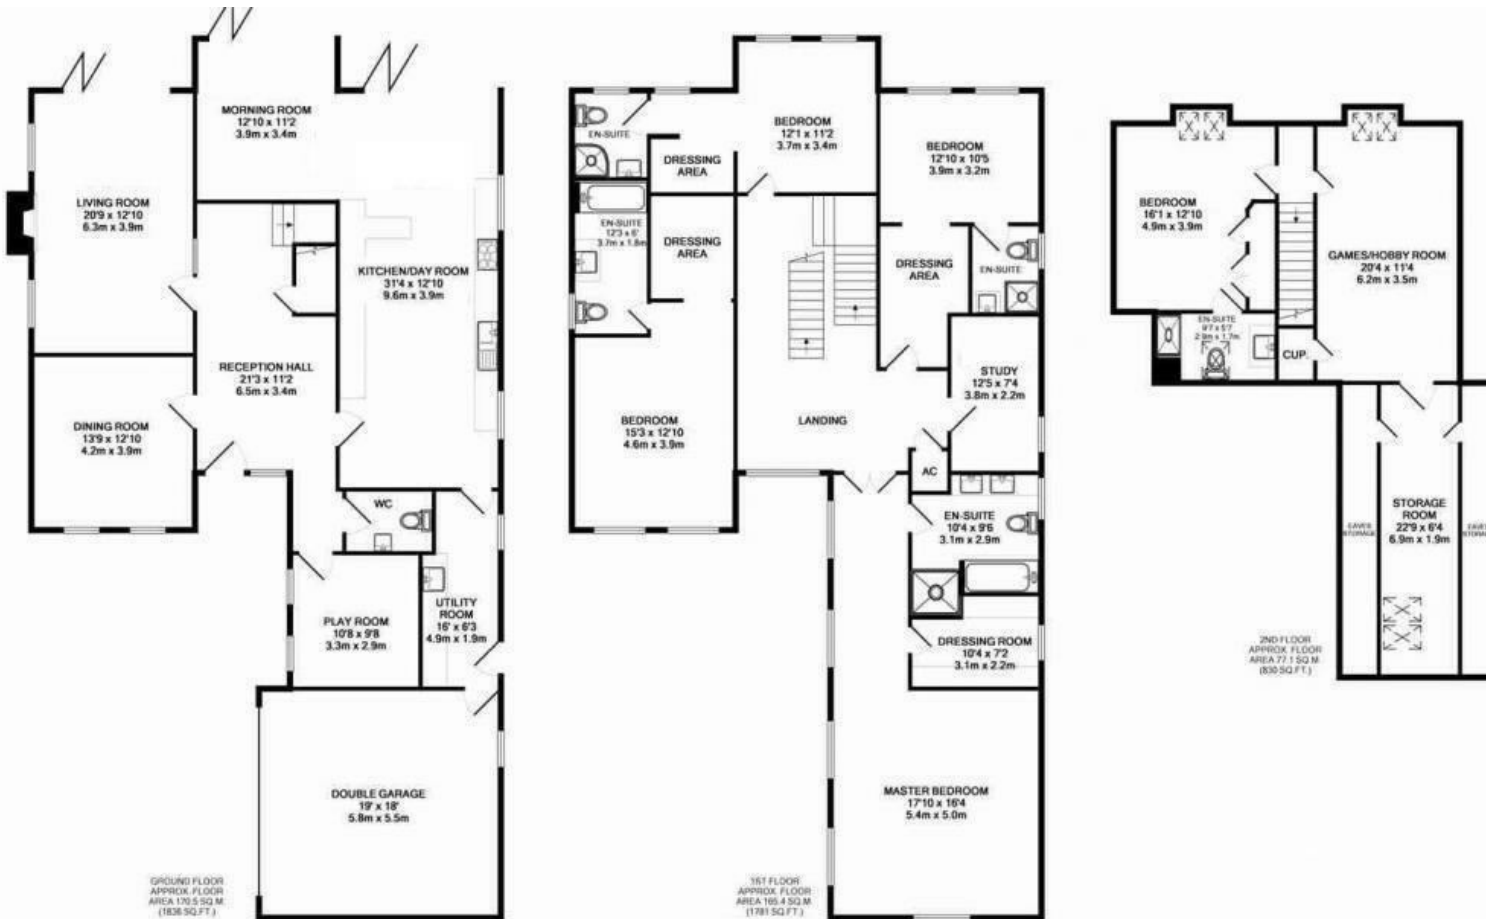 MORNING ROOM
12'10 x 11'2
3.9m x 3.4m
LIVING ROOM
20'9 x 12'10
6.3m x 3.9m
KITCHEN/DAY ROOM
31'4 x 12'10
9.6m x 3.9m
RECEPTION HALL
21'3 x 11'2
6.5m x 3.4m
DINING ROOM
13'9 x 12'10
4.2m x 3.9m
WC
UTILITY
ROOM
16' x 6'3
4.9m x 1.9m
PLAY ROOM
10'8 x 9'8
3.3m x 2.9m
DOUBLE GARAGE
19' x 18'
5.8m x 5.5m
GROUND FLOOR
APPROX. FLOOR
AREA 170.5 SQ.M.
(1836 SQ.FT.)
EN-SUITE
BEDROOM
12'1 x 11'2
3.7m x 3.4m
DRESSING
AREA
BEDROOM
12'10 x 10'5
3.9m x 3.2m
EN-SUITE
12'3 x 6'
3.7m x 1.8m
DRESSING
AREA
DRESSING
AREA
EN-SUITE
STUDY
12'5 x 7'4
3.8m x 2.2m
BEDROOM
15'3 x 12'10
4.6m x 3.9m
LANDING
AC
EN-SUITE
10'4 x 9'6
3.1m x 2.9m
DRESSING ROOM
10'4 x 7'2
3.1m x 2.2m
MASTER BEDROOM
17'10 x 16'4
5.4m x 5.0m
1ST FLOOR
APPROX. FLOOR
AREA 165.4 SQ.M.
(1781 SQ.FT.)
BEDROOM
16'1 x 12'10
4.9m x 3.9m
GAMES/HOBBY ROOM
20'4 x 11'4
6.2m x 3.5m
EN-SUITE
9'7 x 5'7
2.9m x 1.7m
CUP.
EAVES
STORAGE
STORAGE
ROOM
22'9 x 6'4
6.9m x 1.9m
EAVES
STORAGE
2ND FLOOR
APPROX. FLOOR
AREA 77.1 SQ.M.
(830 SQ.FT.)